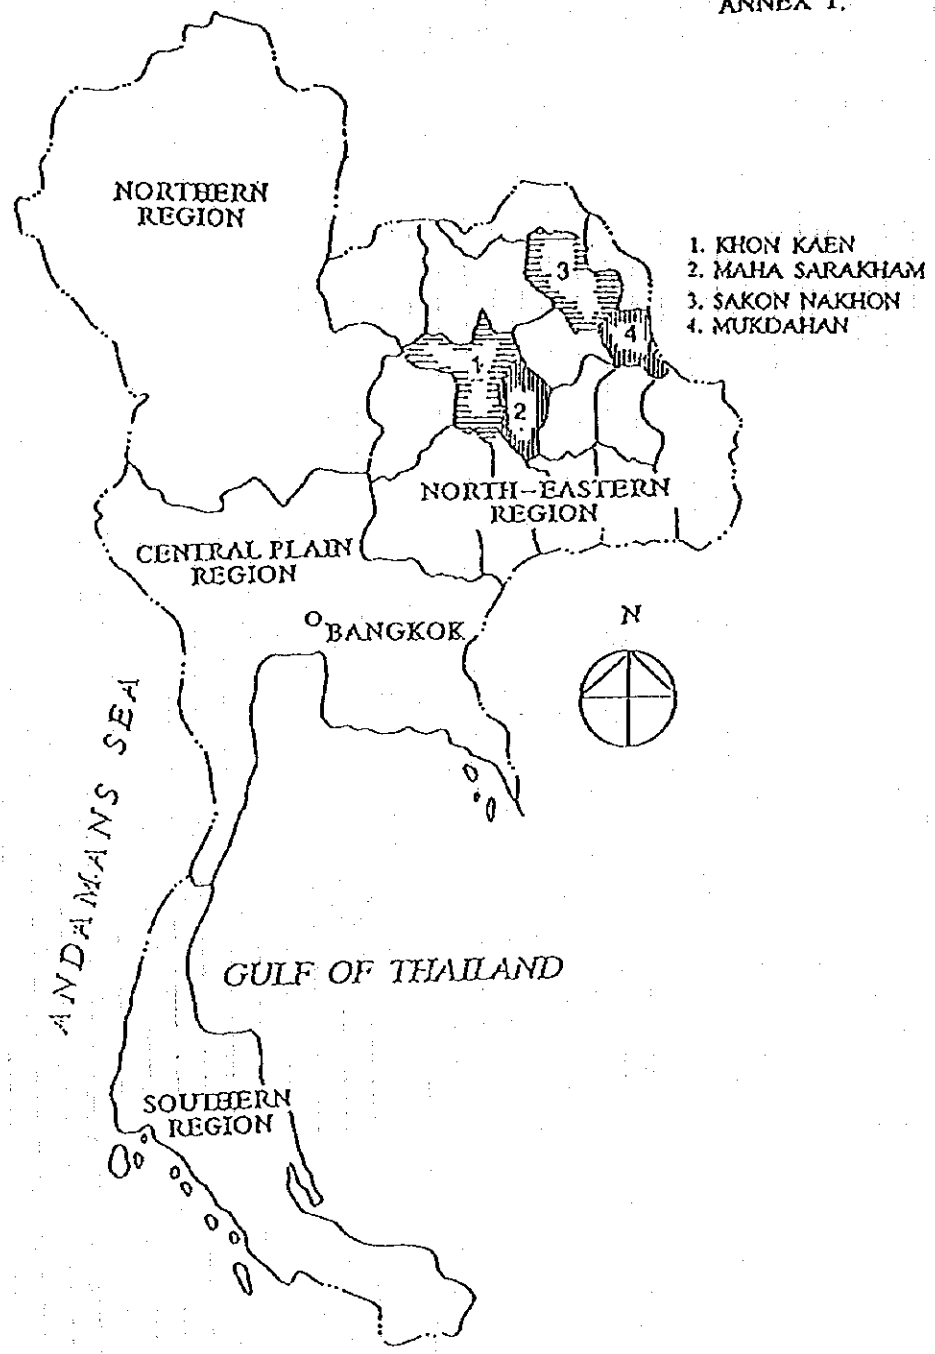 ANNEX 1.
NORTHERN
REGION
1. KHON KAEN
2. MAHA SARAKHAM
3. SAKON NAKHON
4. MUKDAHAN
3
4
1
2
NORTH-EASTERN
REGION
CENTRAL PLAIN
REGION
BANGKOK
N
ANDAMANS SEA
GULF OF THAILAND
SOUTHERN
REGION